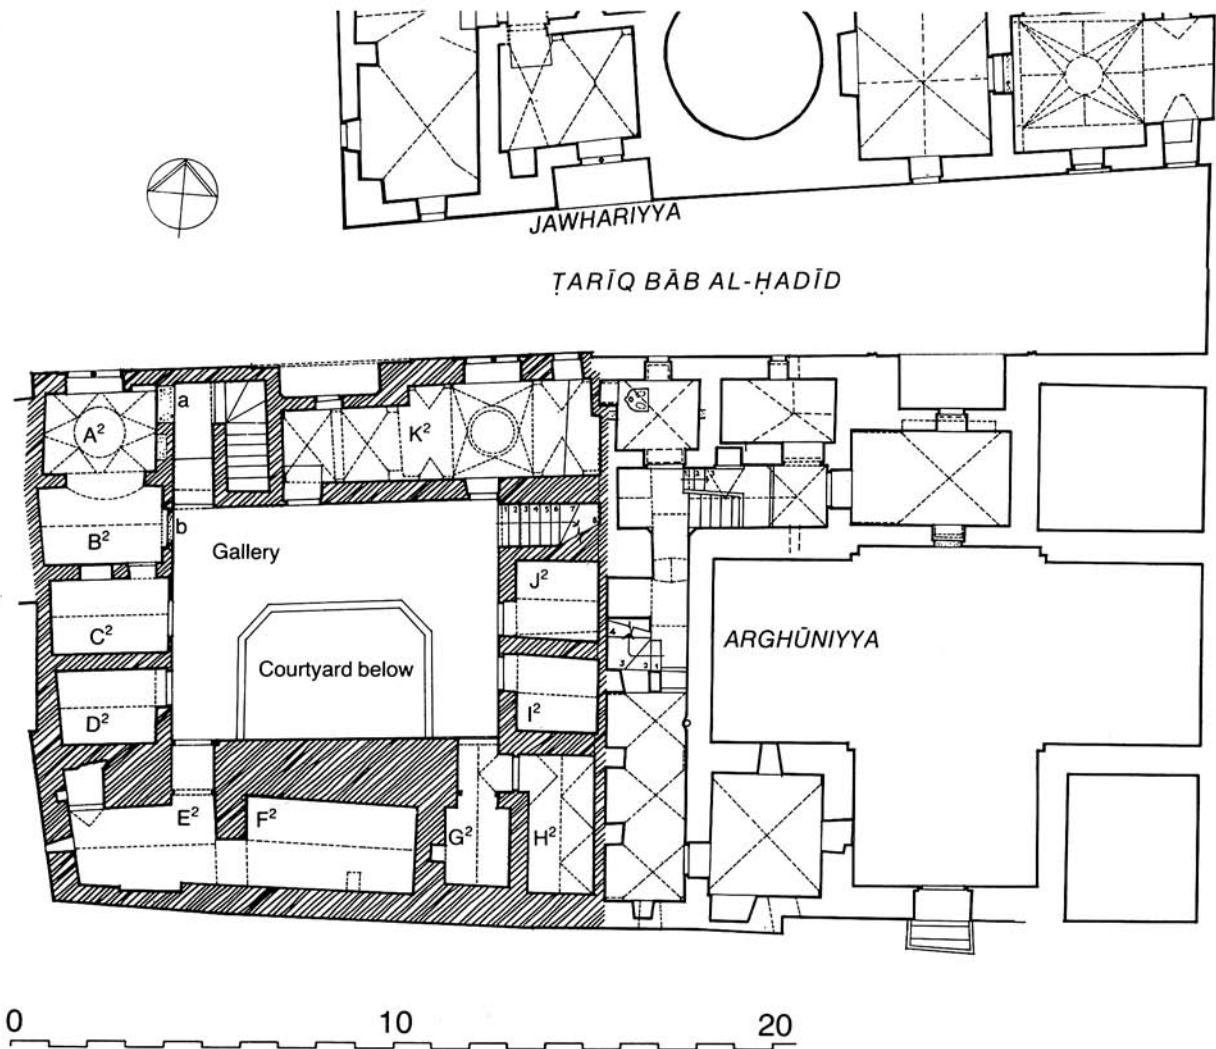 JAWHARIYYA
ṬARĪQ BĀB AL-ḤADĪD
A²
a
K²
B²
b
Gallery
1 2 3 4 5 6 7 8
J²
C²
Courtyard below
ARGHŪNIYYA
4
3 2 1
D²
I²
E²
F²
G²
H²
0 10 20